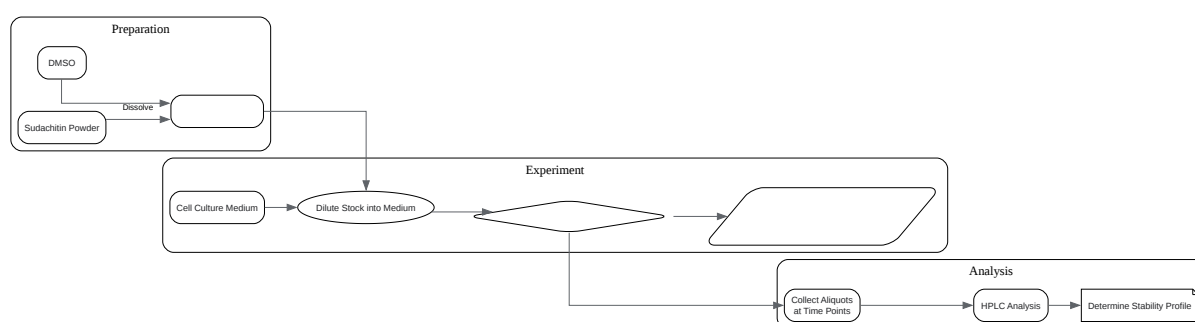 Preparation
DMSO
Dissolve
Sudachitin Powder
Experiment
Cell Culture Medium
Dilute Stock into Medium
Analysis
Collect Aliquots
at Time Points
HPLC Analysis
Determine Stability Profile